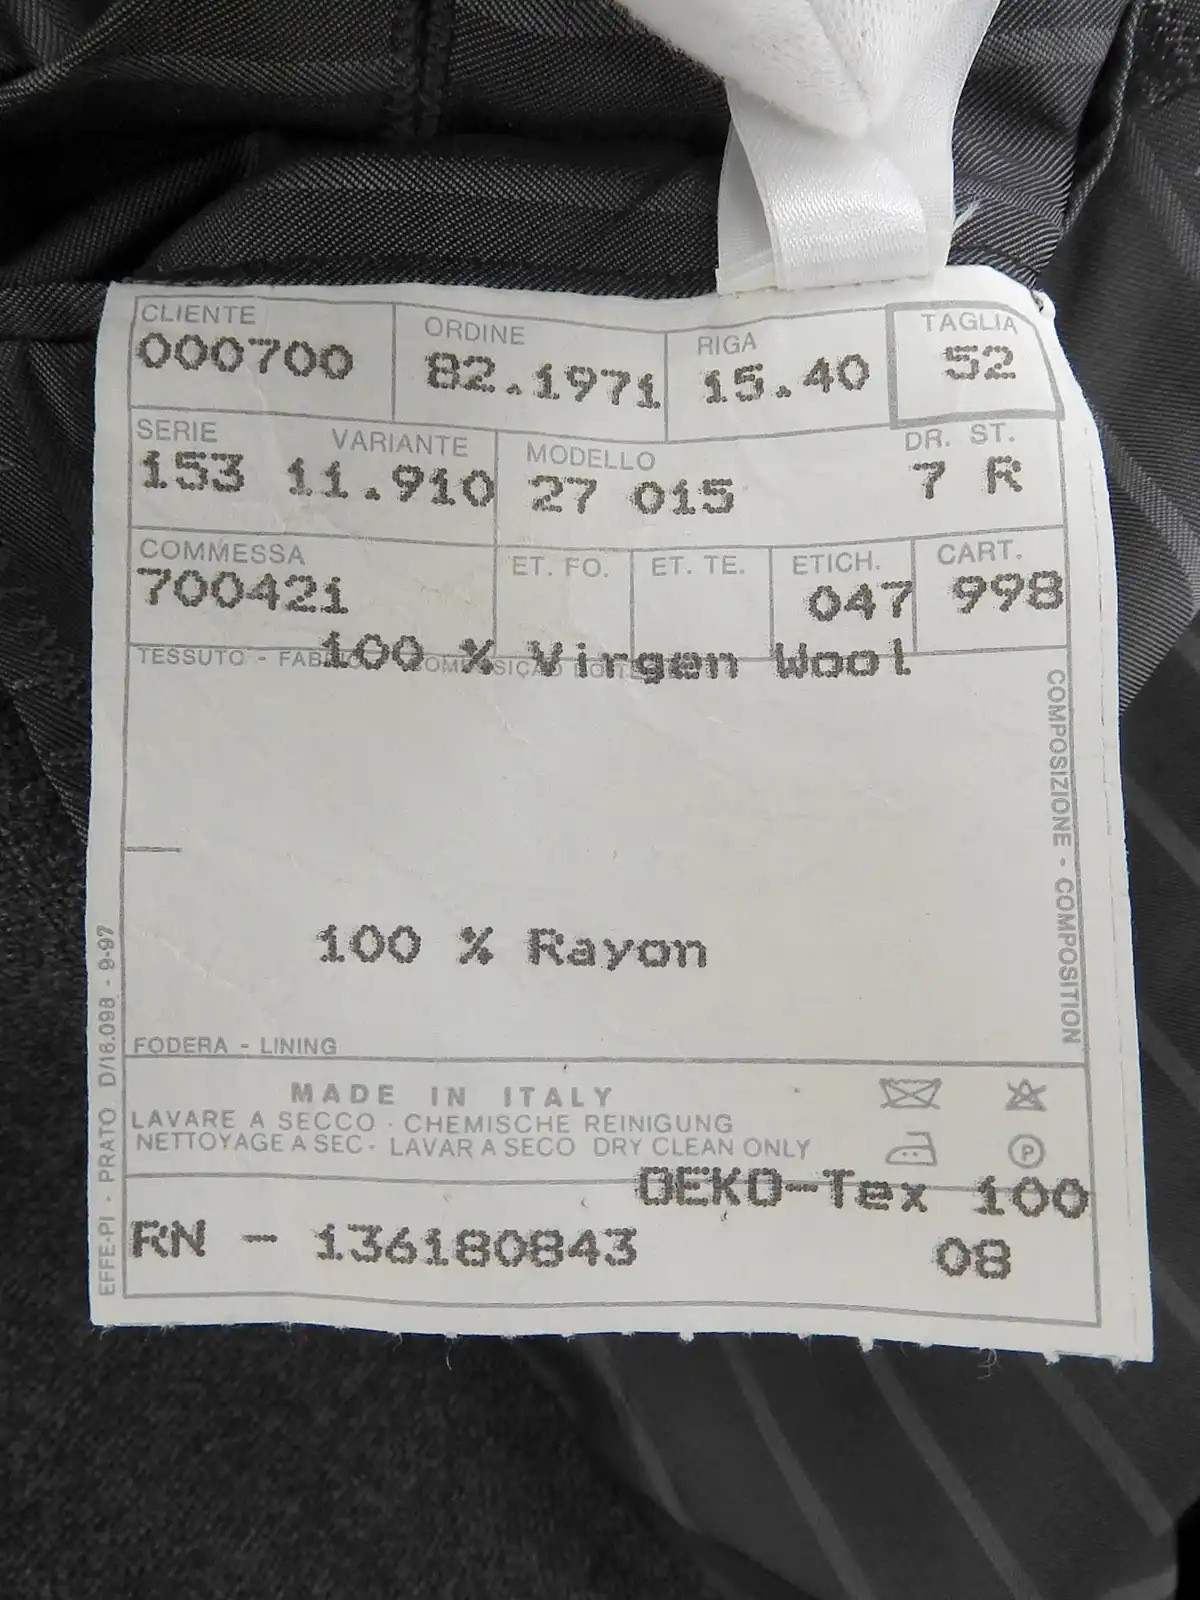 CLIENTE ORDINE RIGA TAGLIA
000700 82.1971 15.40 52
SERIE VARIANTE MODELLO DR. ST.
153 11.910 27 015 7 R
COMMESSA ET. FO. ET. TE. ETICH. CART.
700421 047 998
100 % Virgen Wool
TESSUTO -
COMPOSIZIONE - COMPOSITION
100 % Rayon
FODERA - LINING
MADE IN ITALY
LAVARE A SECCO · CHEMISCHE REINIGUNG
NETTOYAGE A SEC · LAVAR A SECO DRY CLEAN ONLY
P
OEKO-Tex 100
RN - 136180843 08
EFFE-PI · PRATO D/16.098 - 9-97